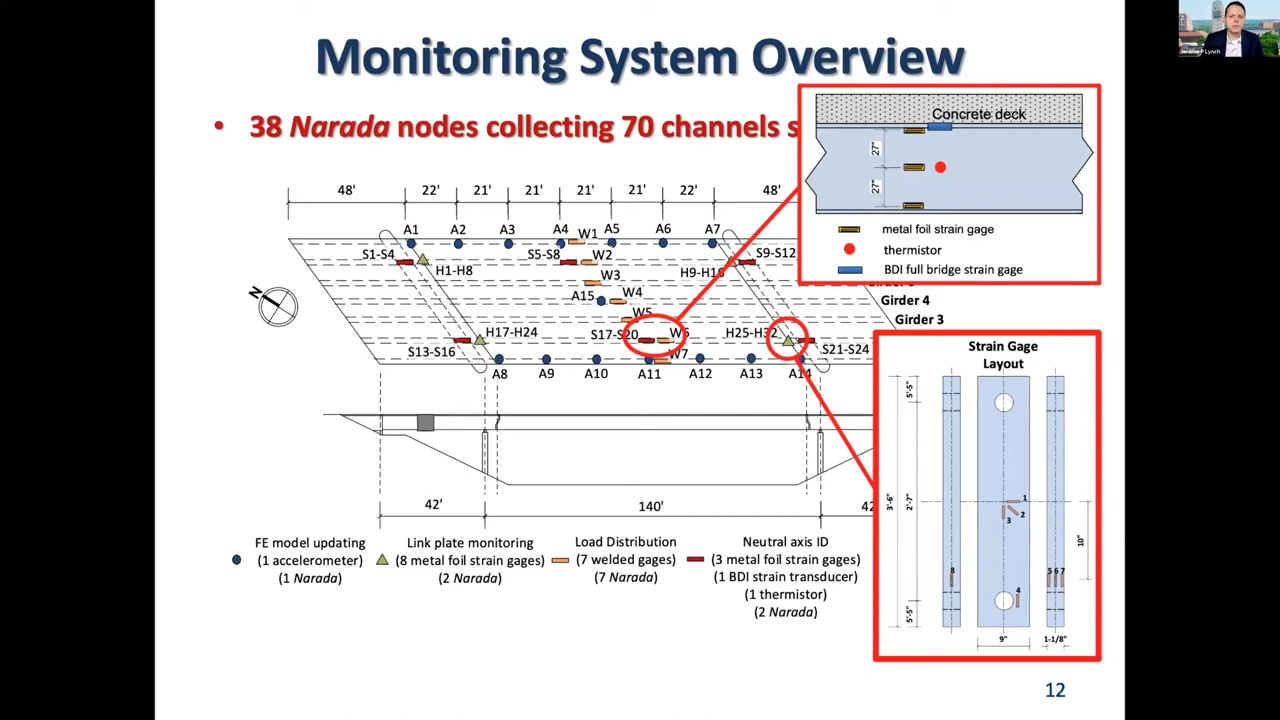 Monitoring System Overview
Jerome P Lynch
• 38 Narada nodes collecting 70 channels s
Concrete deck
27"
27"
metal foil strain gage
thermistor
BDI full bridge strain gage
48' 22' 21' 21' 21' 21' 22' 48'
A1 A2 A3 A4 W1 A5 A6 A7
S1-S4 S5-S8 W2 S9-S12
H1-H8 W3 H9-H16
A15 W4
N
W5
Girder 4
Girder 3
H17-H24 S17-S20 W6 H25-H32
S13-S16 W7 S21-S24
A8 A9 A10 A11 A12 A13 A14
42' 140' 42
FE model updating
(1 accelerometer)
(1 Narada)
Link plate monitoring
(8 metal foil strain gages)
(2 Narada)
Load Distribution
(7 welded gages)
(7 Narada)
Neutral axis ID
(3 metal foil strain gages)
(1 BDI strain transducer)
(1 thermistor)
(2 Narada)
Strain Gage
Layout
5'-5"
3'-6"
2'-7"
5'-5"
1
2
3
10"
8
5 6 7
4
9"
1-1/8"
12